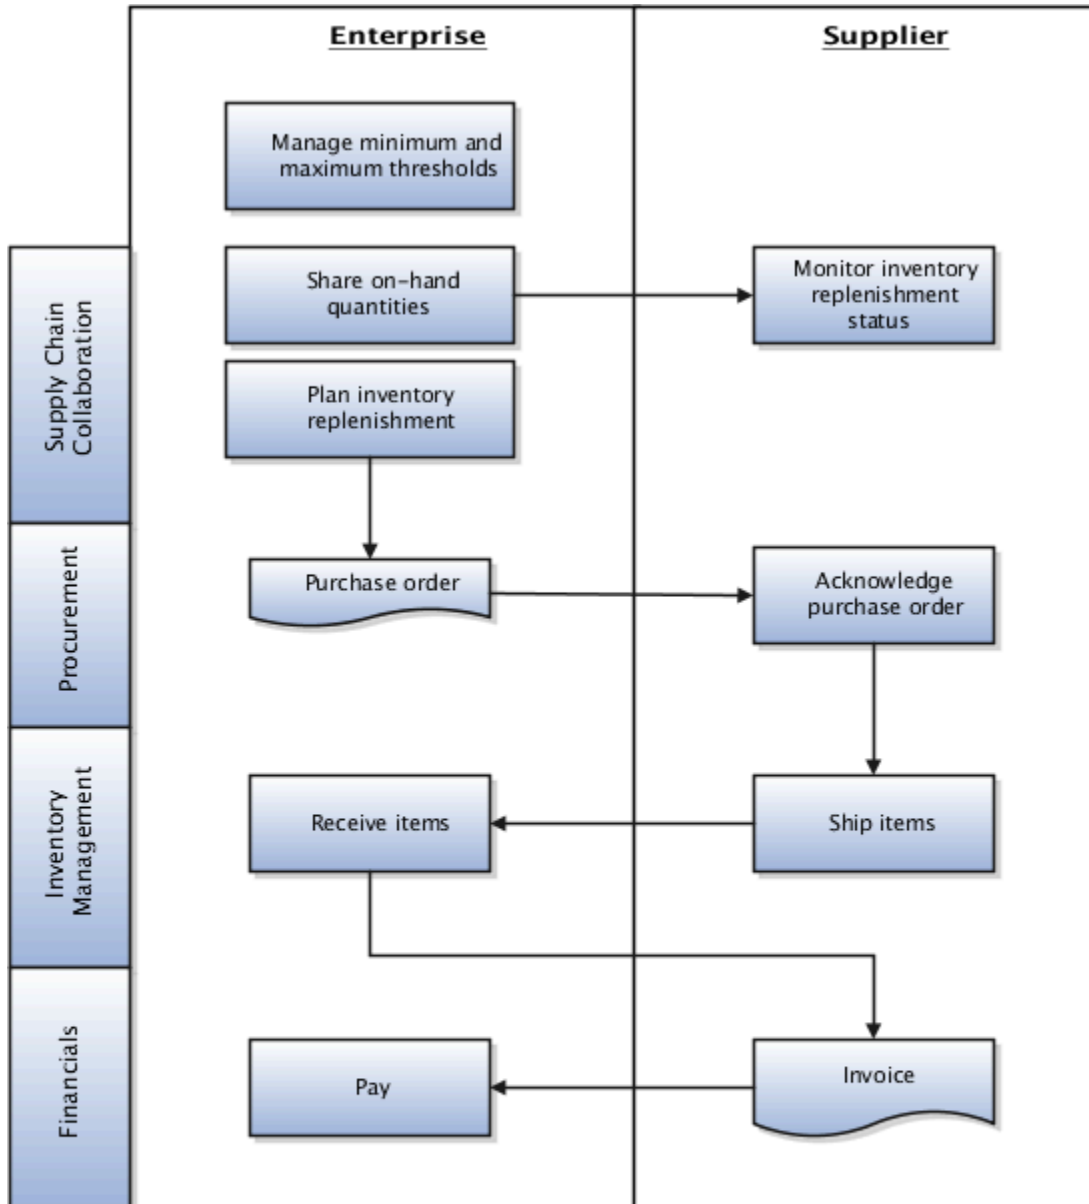 Enterprise
Supplier
Manage minimum and
maximum thresholds
Supply Chain
Collaboration
Share on-hand
quantities
Monitor inventory
replenishment
status
Plan inventory
replenishment
Procurement
Purchase order
Acknowledge
purchase order
Inventory
Management
Receive items
Ship items
Financials
Pay
Invoice